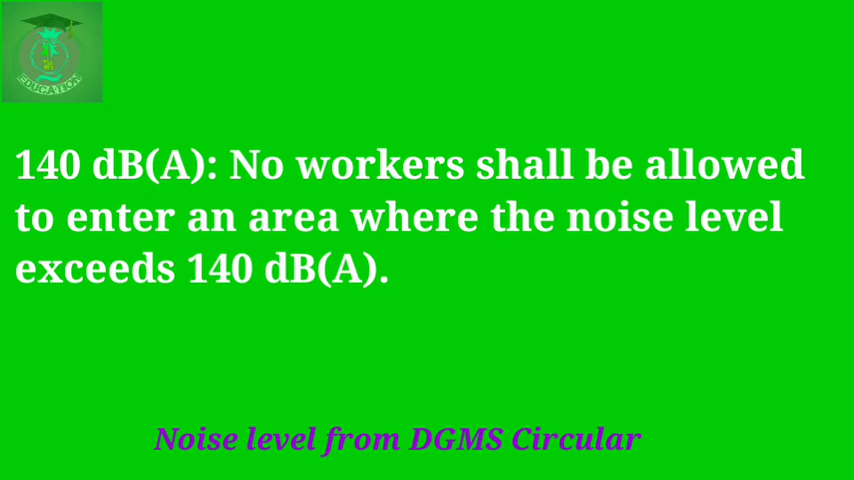 EDUCATION
140 dB(A): No workers shall be allowed
to enter an area where the noise level
exceeds 140 dB(A).
Noise level from DGMS Circular